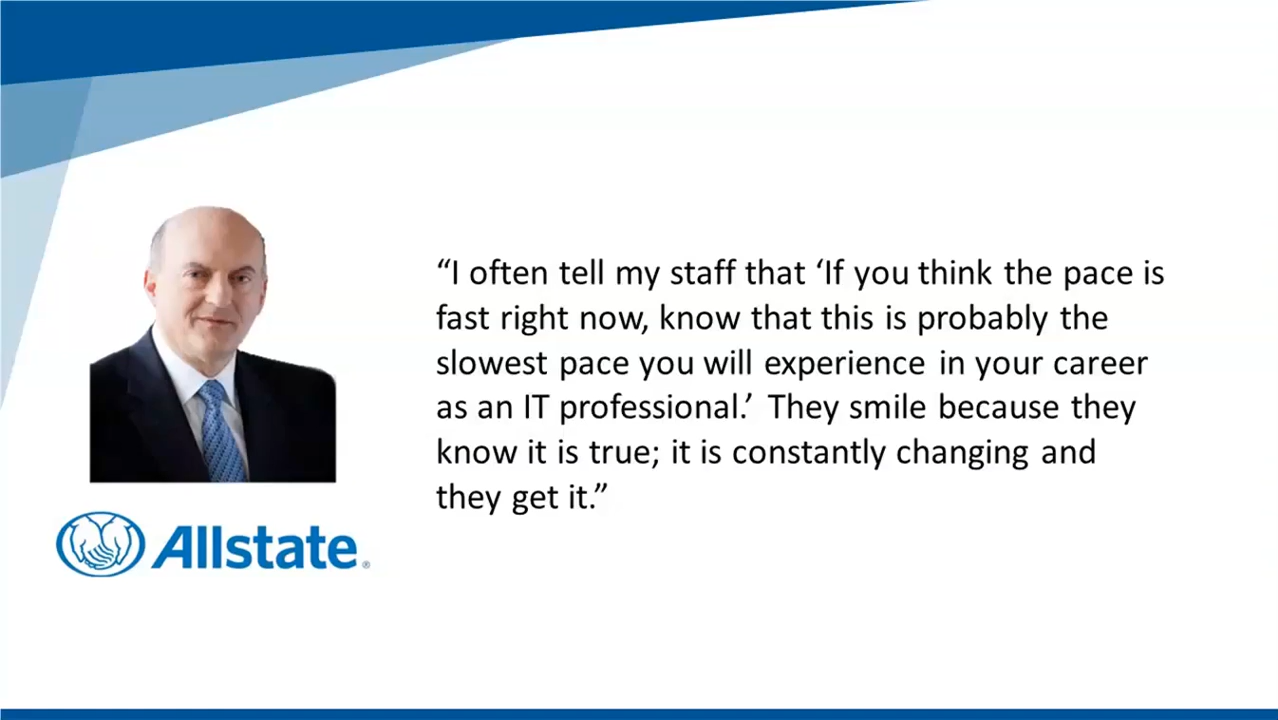 “I often tell my staff that ‘If you think the pace is
fast right now, know that this is probably the
slowest pace you will experience in your career
as an IT professional.’  They smile because they
know it is true; it is constantly changing and
they get it.”
Allstate®